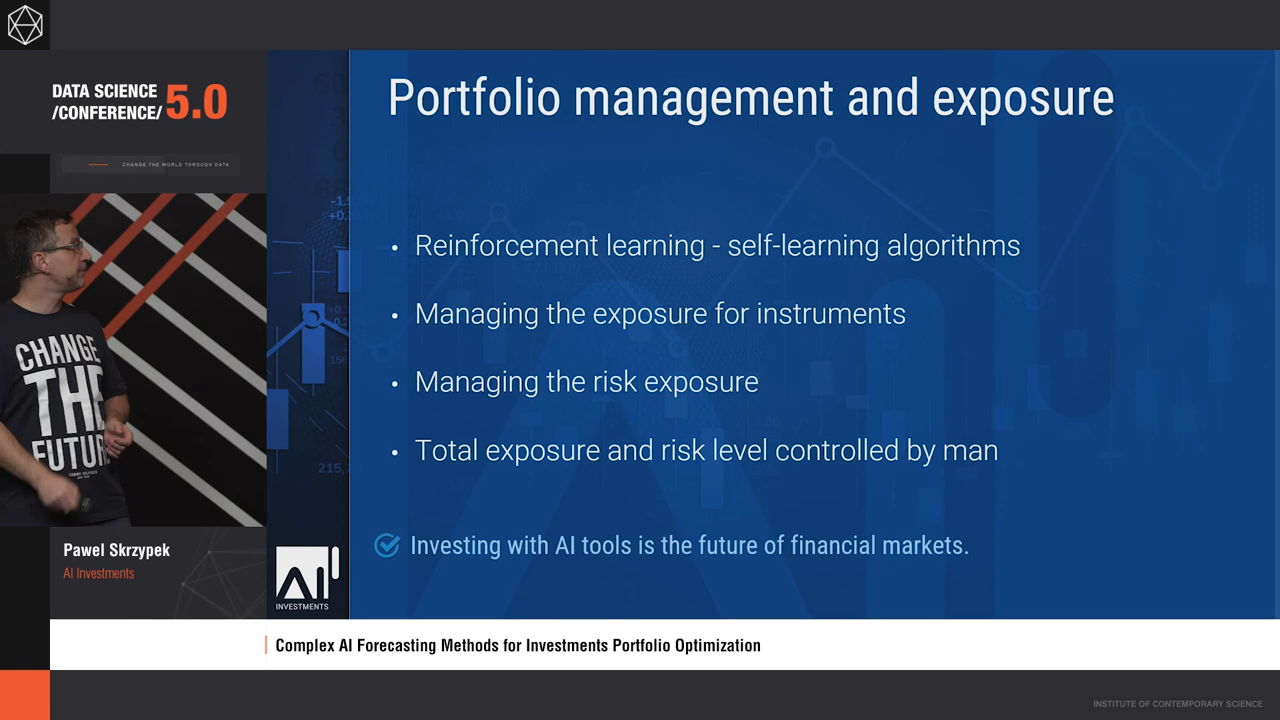 DATA SCIENCE
/CONFERENCE/ 5.0
CHANGE THE WORLD THROUGH DATA
Portfolio management and exposure
• Reinforcement learning - self-learning algorithms
• Managing the exposure for instruments
• Managing the risk exposure
• Total exposure and risk level controlled by man
Investing with AI tools is the future of financial markets.
CHANGE
THE
FUTURE
215,
AI
INVESTMENTS
Pawel Skrzypek
AI Investments
Complex AI Forecasting Methods for Investments Portfolio Optimization
INSTITUTE OF CONTEMPORARY SCIENCE